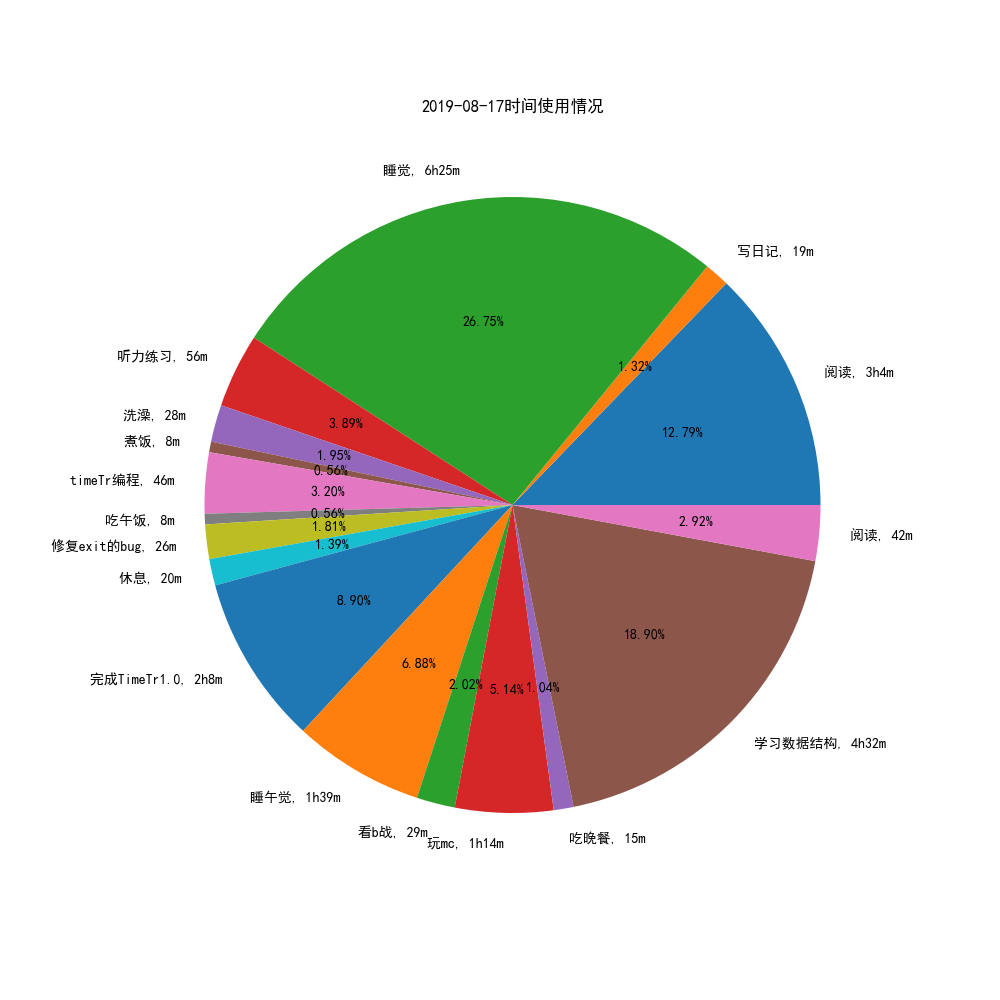 2019-08-17时间使用情况
睡觉, 6h25m
写日记, 19m
26.75%
听力练习, 56m
1.32%
阅读, 3h4m
洗澡, 28m
3.89%
12.79%
煮饭, 8m
1.95%
0.56%
timeTr编程, 46m
3.20%
吃午饭, 8m
0.56%
2.92%
1.81%
阅读, 42m
修复exit的bug, 26m
1.39%
休息, 20m
8.90%
18.90%
6.88%
完成TimeTr1.0, 2h8m
2.02%
5.14%
1.04%
学习数据结构, 4h32m
睡午觉, 1h39m
看b战, 29m
玩mc, 1h14m
吃晚餐, 15m